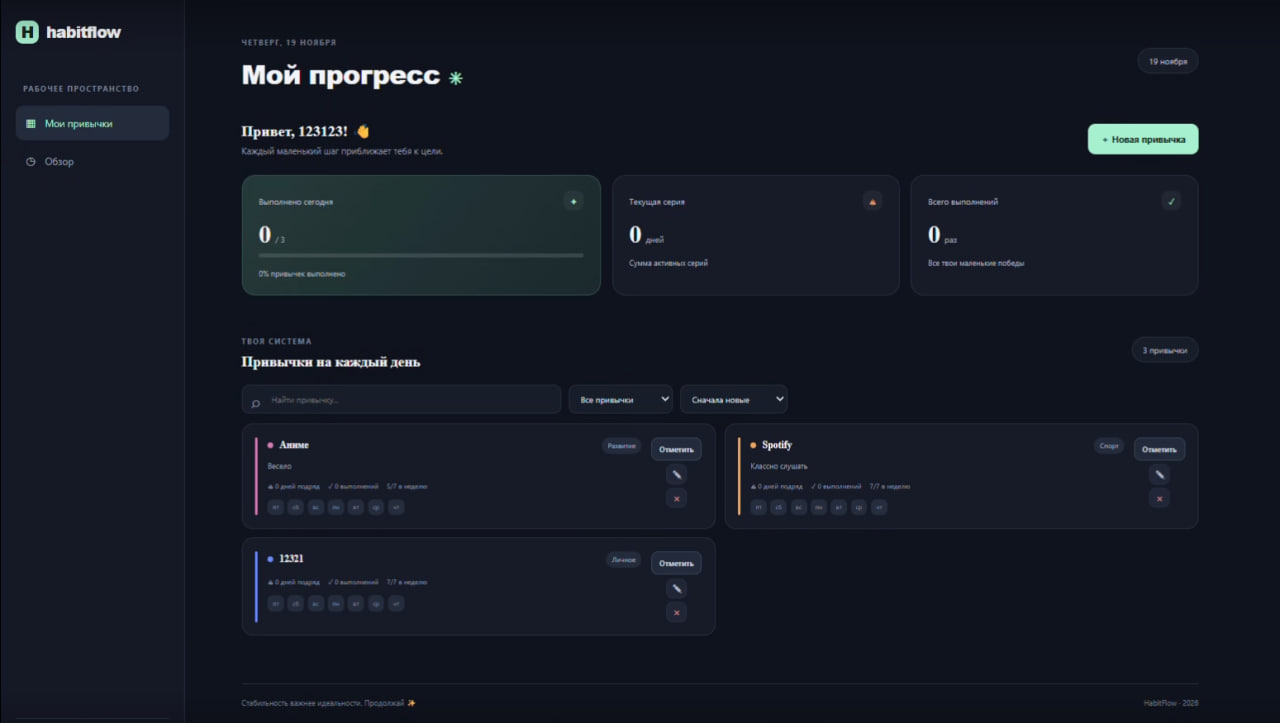 H habitflow
РАБОЧЕЕ ПРОСТРАНСТВО
Мои привычки
Обзор
ЧЕТВЕРГ, 19 НОЯБРЯ
Мой прогресс
19 ноября
Привет, 123123! 👋
Каждый маленький шаг приближает тебя к цели.
+ Новая привычка
Выполнено сегодня
0 / 3
0% привычек выполнено
Текущая серия
0 дней
Сумма активных серий
Всего выполнений
0 раз
Все твои маленькие победы
ТВОЯ СИСТЕМА
Привычки на каждый день
3 привычки
Найти привычку...
Все привычки
Сначала новые
Аниме
Развитие
Отметить
Весело
0 дней подряд ✓ 0 выполнений 5/7 в неделю
пт сб вс пн вт ср чт
Spotify
Спорт
Отметить
Классно слушать
0 дней подряд ✓ 0 выполнений 7/7 в неделю
пт сб вс пн вт ср чт
12321
Личное
Отметить
0 дней подряд ✓ 0 выполнений 7/7 в неделю
пт сб вс пн вт ср чт
Стабильность важнее идеальности. Продолжай ✨
HabitFlow · 2026